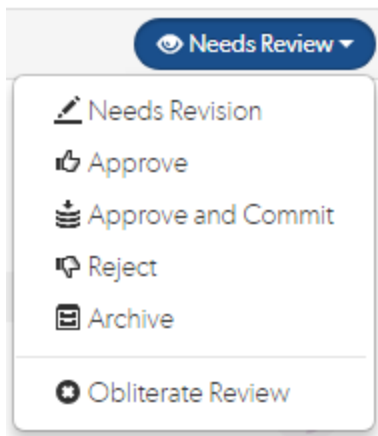 Needs Review
Needs Revision
Approve
Approve and Commit
Reject
Archive
Obliterate Review